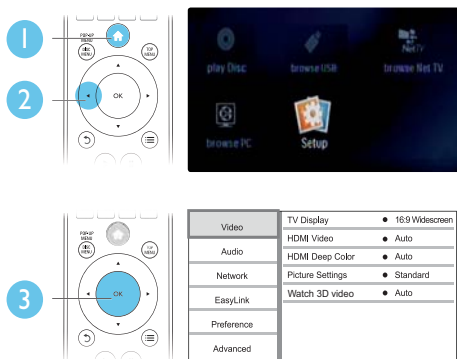 1
POP-UP MENU
DISC MENU
TOP MENU
2
OK
play Disc
browse USB
NetTV
browse Net TV
browse PC
Setup
POP-UP MENU
DISC MENU
TOP MENU
3
OK
Video
Audio
Network
EasyLink
Preference
Advanced
TV Display ● 16:9 Widescreen
HDMI Video ● Auto
HDMI Deep Color ● Auto
Picture Settings ● Standard
Watch 3D video ● Auto